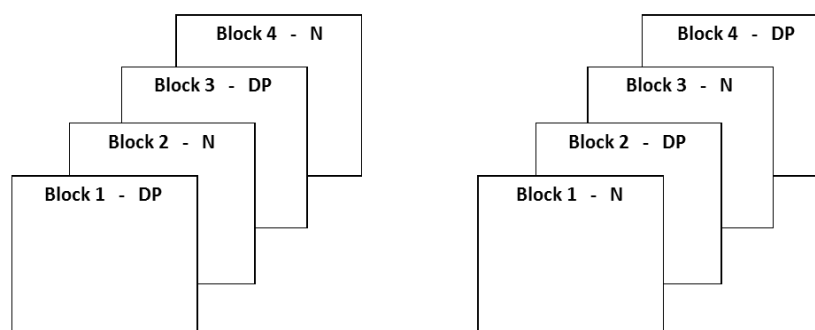 Block 4 - N
Block 3 - DP
Block 2 - N
Block 1 - DP
Block 4 - DP
Block 3 - N
Block 2 - DP
Block 1 - N